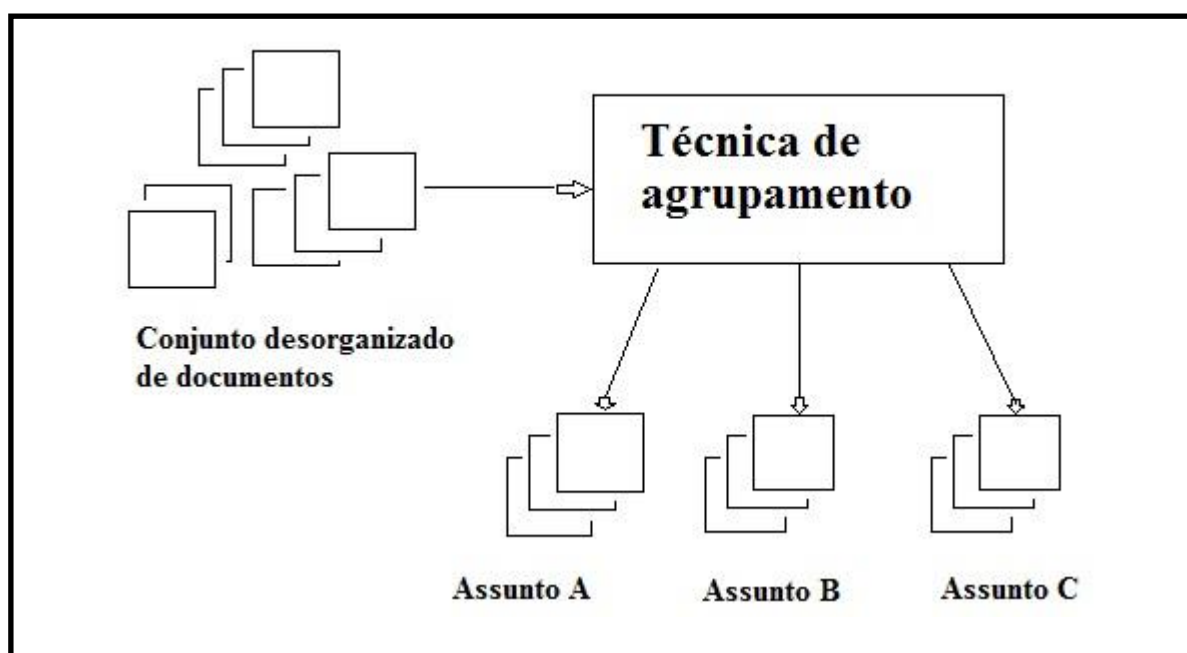 Técnica de
agrupamento
Conjunto desorganizado
de documentos
Assunto A
Assunto B
Assunto C